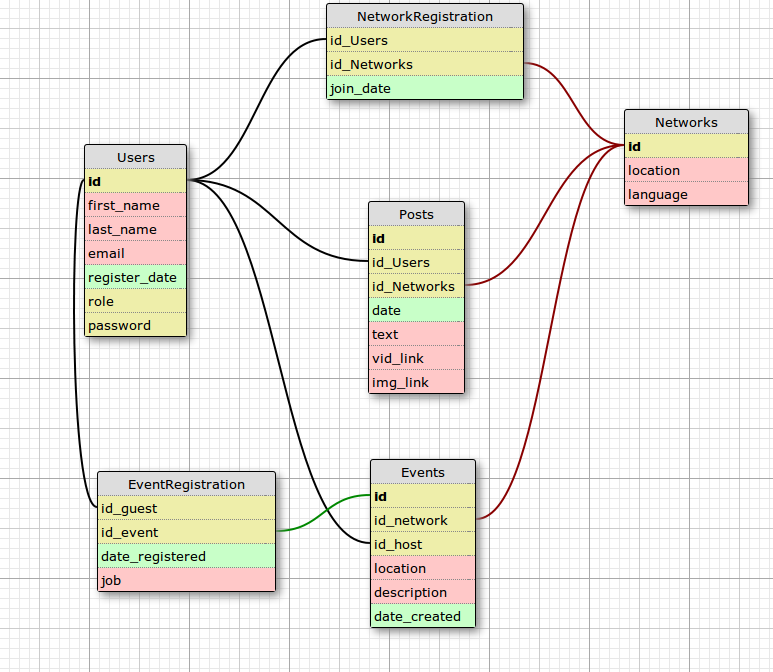 NetworkRegistration
id_Users
id_Networks
join_date
Networks
id
location
language
Users
id
first_name
last_name
email
register_date
role
password
Posts
id
id_Users
id_Networks
date
text
vid_link
img_link
EventRegistration
id_guest
id_event
date_registered
job
Events
id
id_network
id_host
location
description
date_created